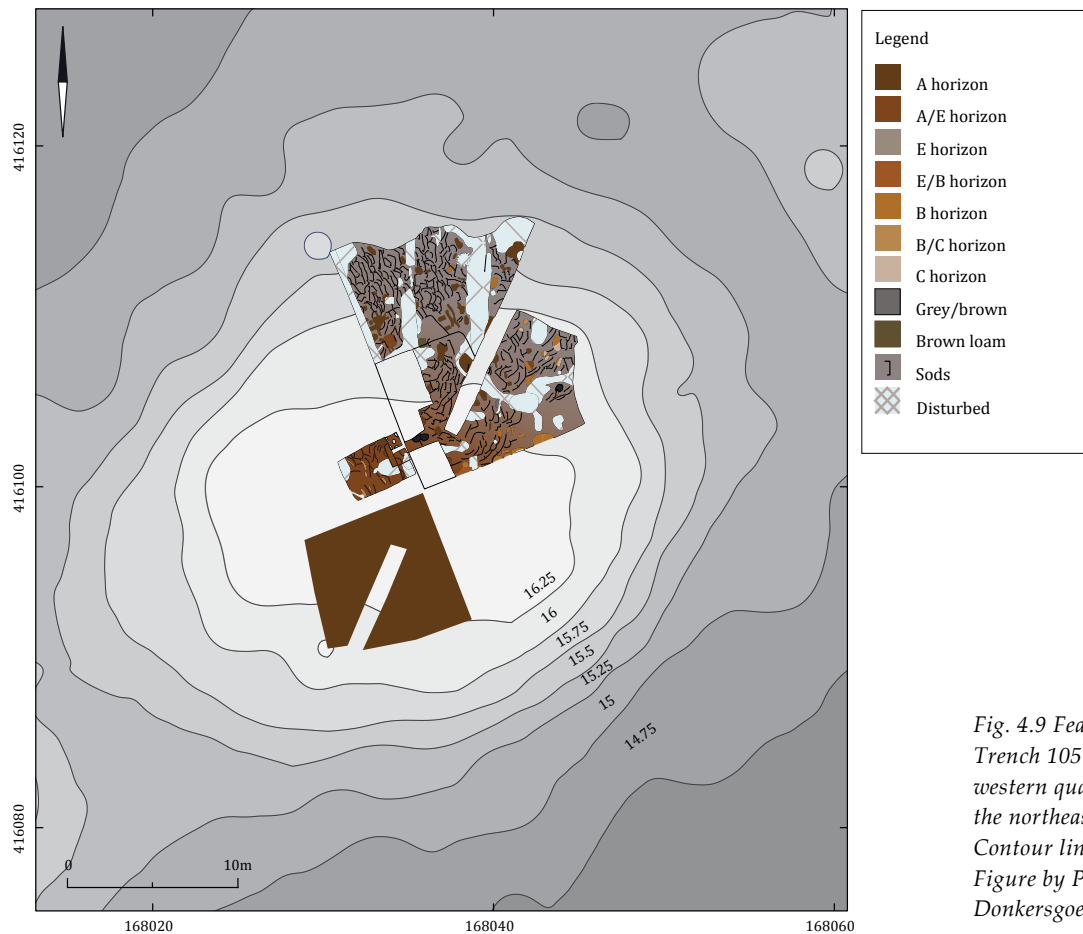 416120
416100
416080
168020
168040
168060
0
10m
16.25
16
15.75
15.5
15.25
15
14.75
Legend
A horizon
A/E horizon
E horizon
E/B horizon
B horizon
B/C horizon
C horizon
Grey/brown
Brown loam
Sods
Disturbed
Fig. 4.9 Fea
Trench 105
western qua
the northeas
Contour lin
Figure by P
Donkersgoe